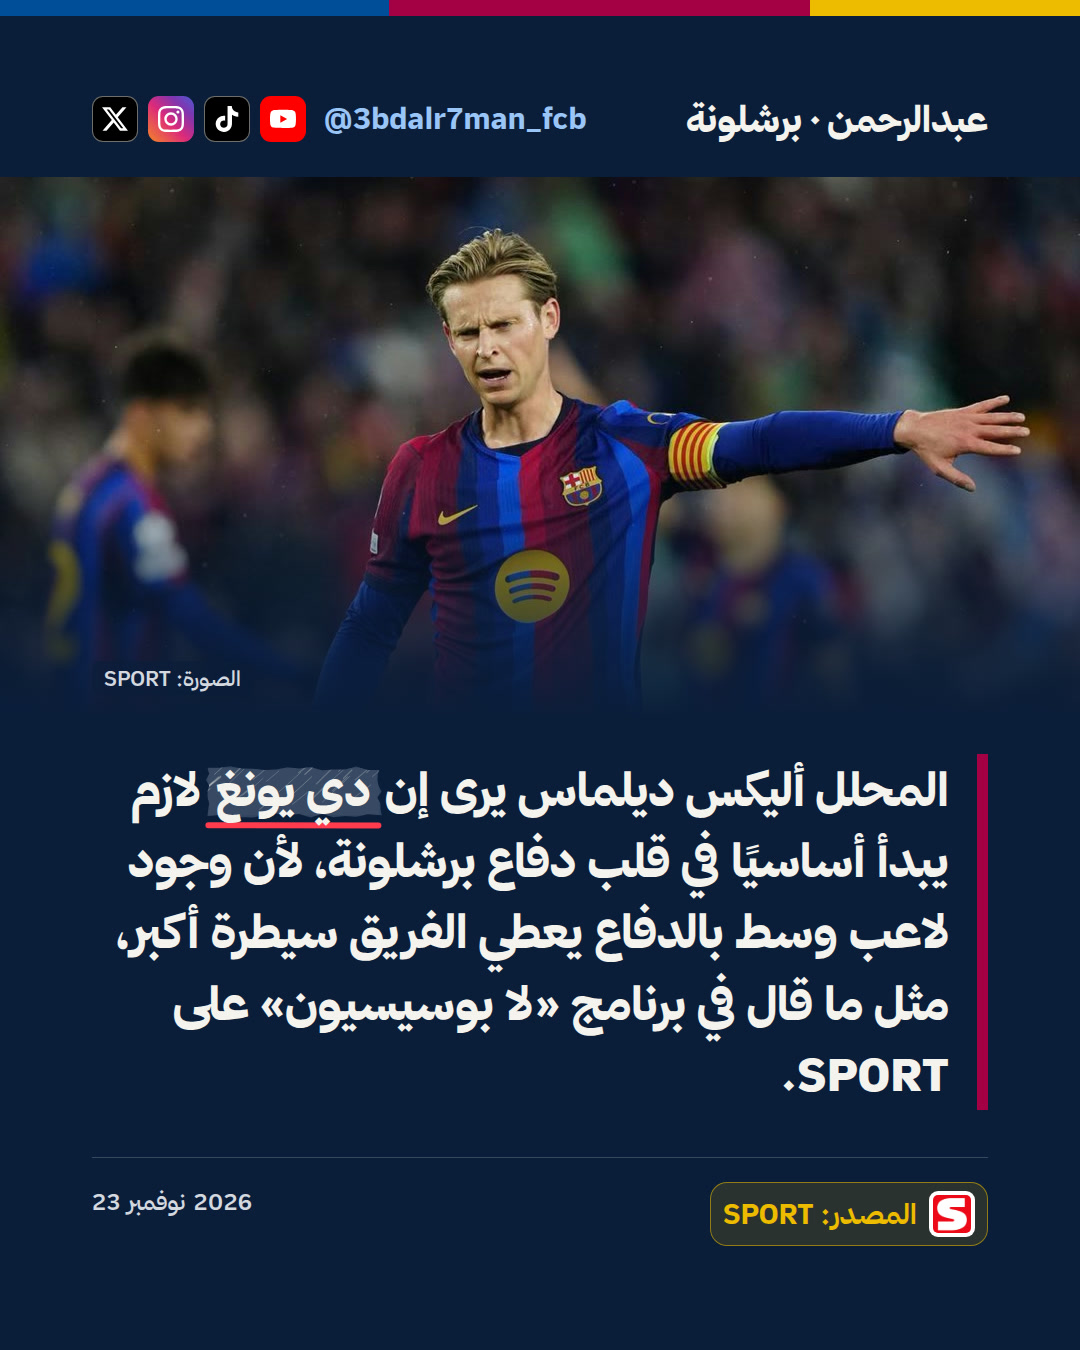 عبدالرحمن · برشلونة
@3bdalr7man_fcb
الصورة: SPORT
المحلل أليكس ديلماس يرى إن دي يونغ لازم
يبدأ أساسيًا في قلب دفاع برشلونة، لأن وجود
لاعب وسط بالدفاع يعطي الفريق سيطرة أكبر،
مثل ما قال في برنامج «لا بوسيسيون» على
SPORT.
المصدر: SPORT
23 نوفمبر 2026